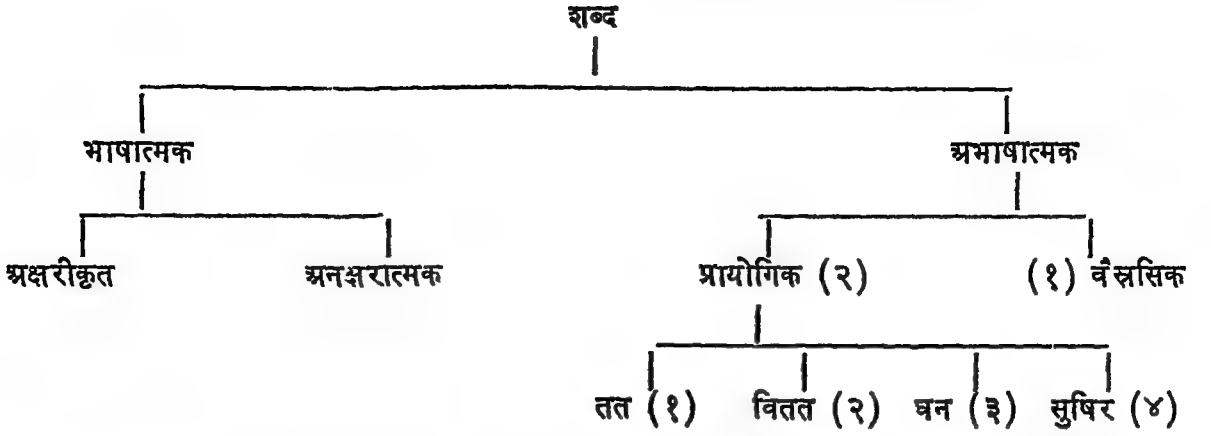 शब्द
भाषात्मक अभाषात्मक
अक्षरीकृत अनक्षरात्मक प्रायोगिक (२) (१) वैस्रसिक
तत (१) वितत (२) घन (३) सुषिर (४)